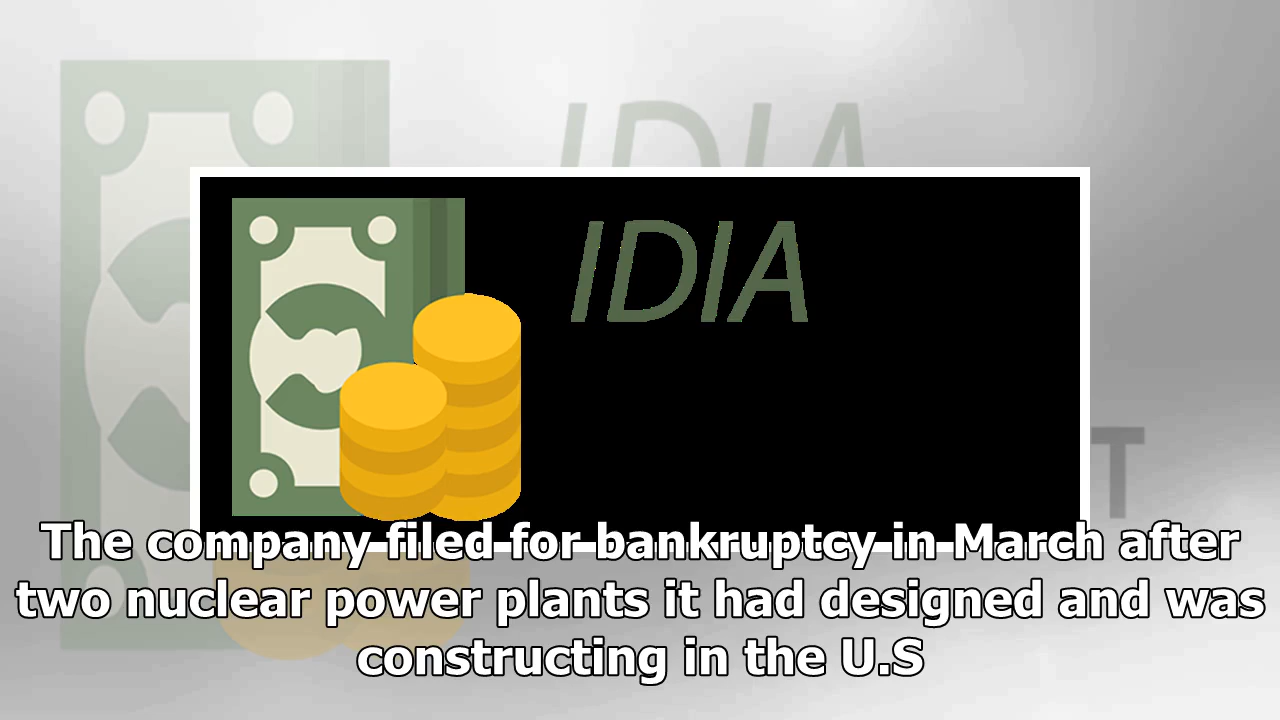 IDIA
IDIA
T
The company filed for bankruptcy in March after
two nuclear power plants it had designed and was
constructing in the U.S